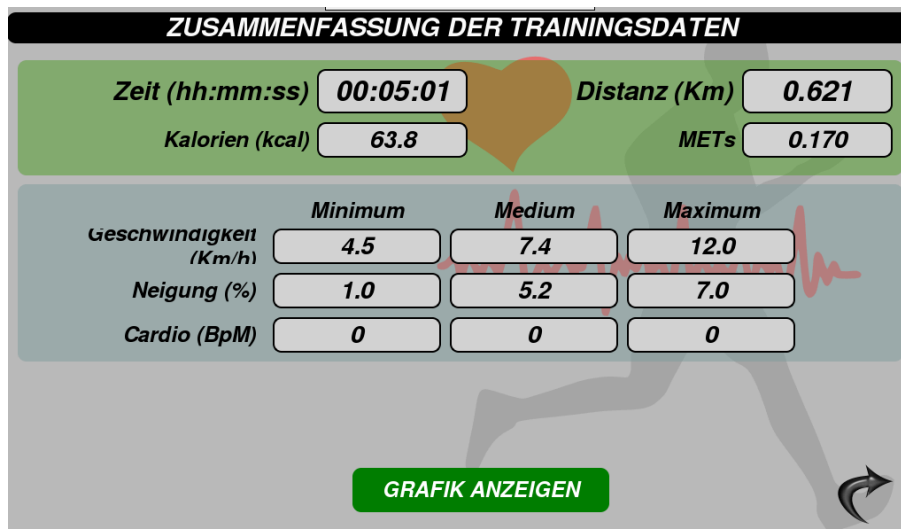 ZUSAMMENFASSUNG DER TRAININGSDATEN
Zeit (hh:mm:ss) 00:05:01 Distanz (Km) 0.621
Kalorien (kcal) 63.8 METs 0.170
Minimum Medium Maximum
Geschwindigkeit
(Km/h) 4.5 7.4 12.0
Neigung (%) 1.0 5.2 7.0
Cardio (BpM) 0 0 0
GRAFIK ANZEIGEN